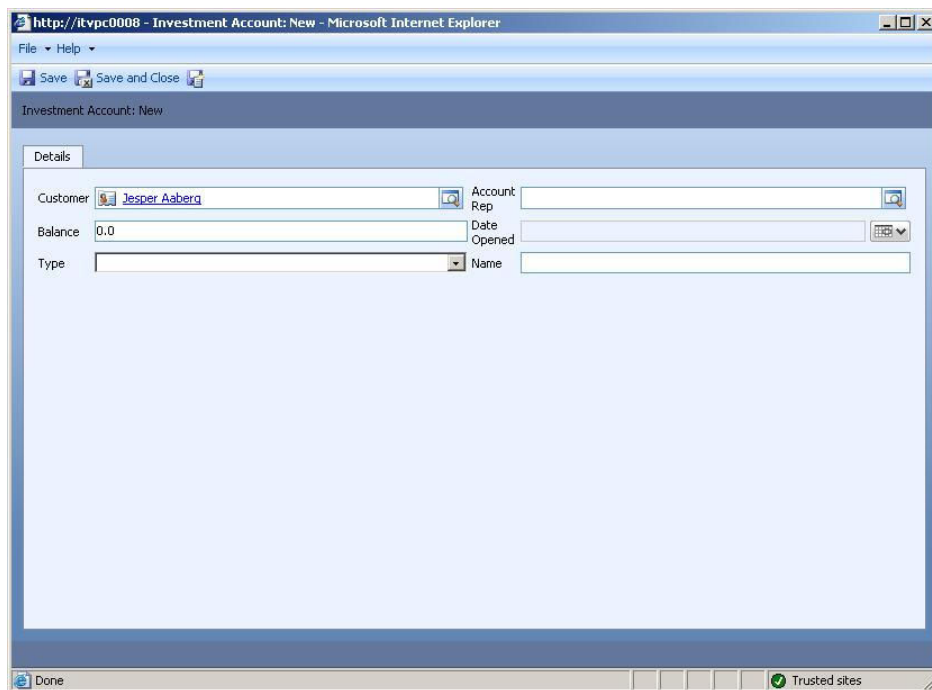 http://itvpc0008 - Investment Account: New - Microsoft Internet Explorer
File Help
Save Save and Close
Investment Account: New
Details
Customer Jesper Aaberg Account Rep
Balance 0.0 Date Opened
Type Name
Done Trusted sites